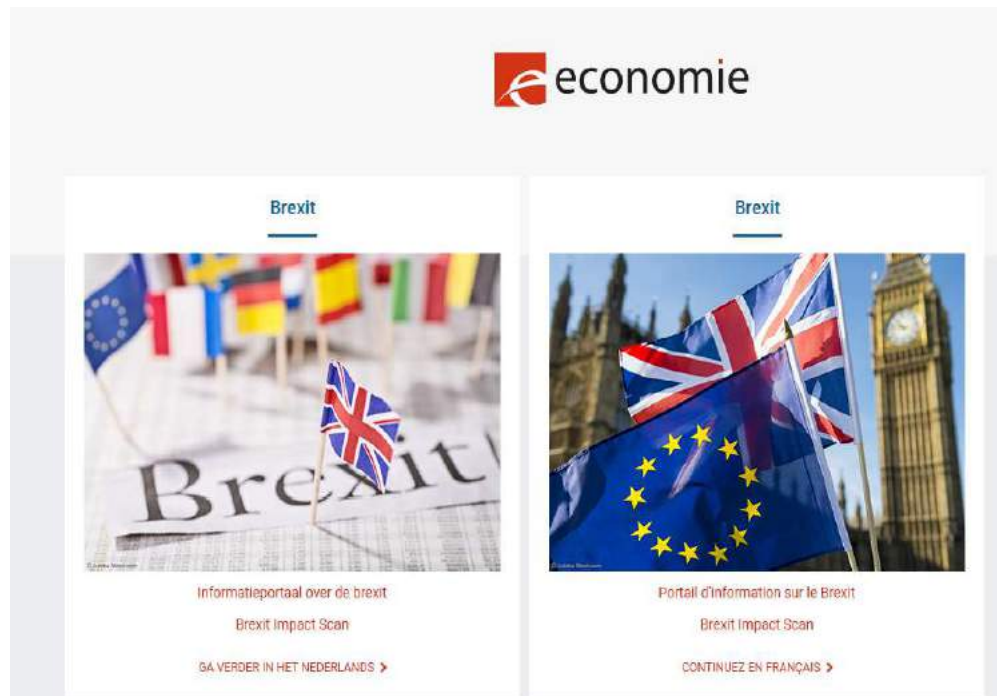 economie
Brexit
Brexit
Brexit
Informatieportaal over de brexit
Brexit Impact Scan
GA VERDER IN HET NEDERLANDS >
Portail d'information sur le Brexit
Brexit Impact Scan
CONTINUEZ EN FRANÇAIS >